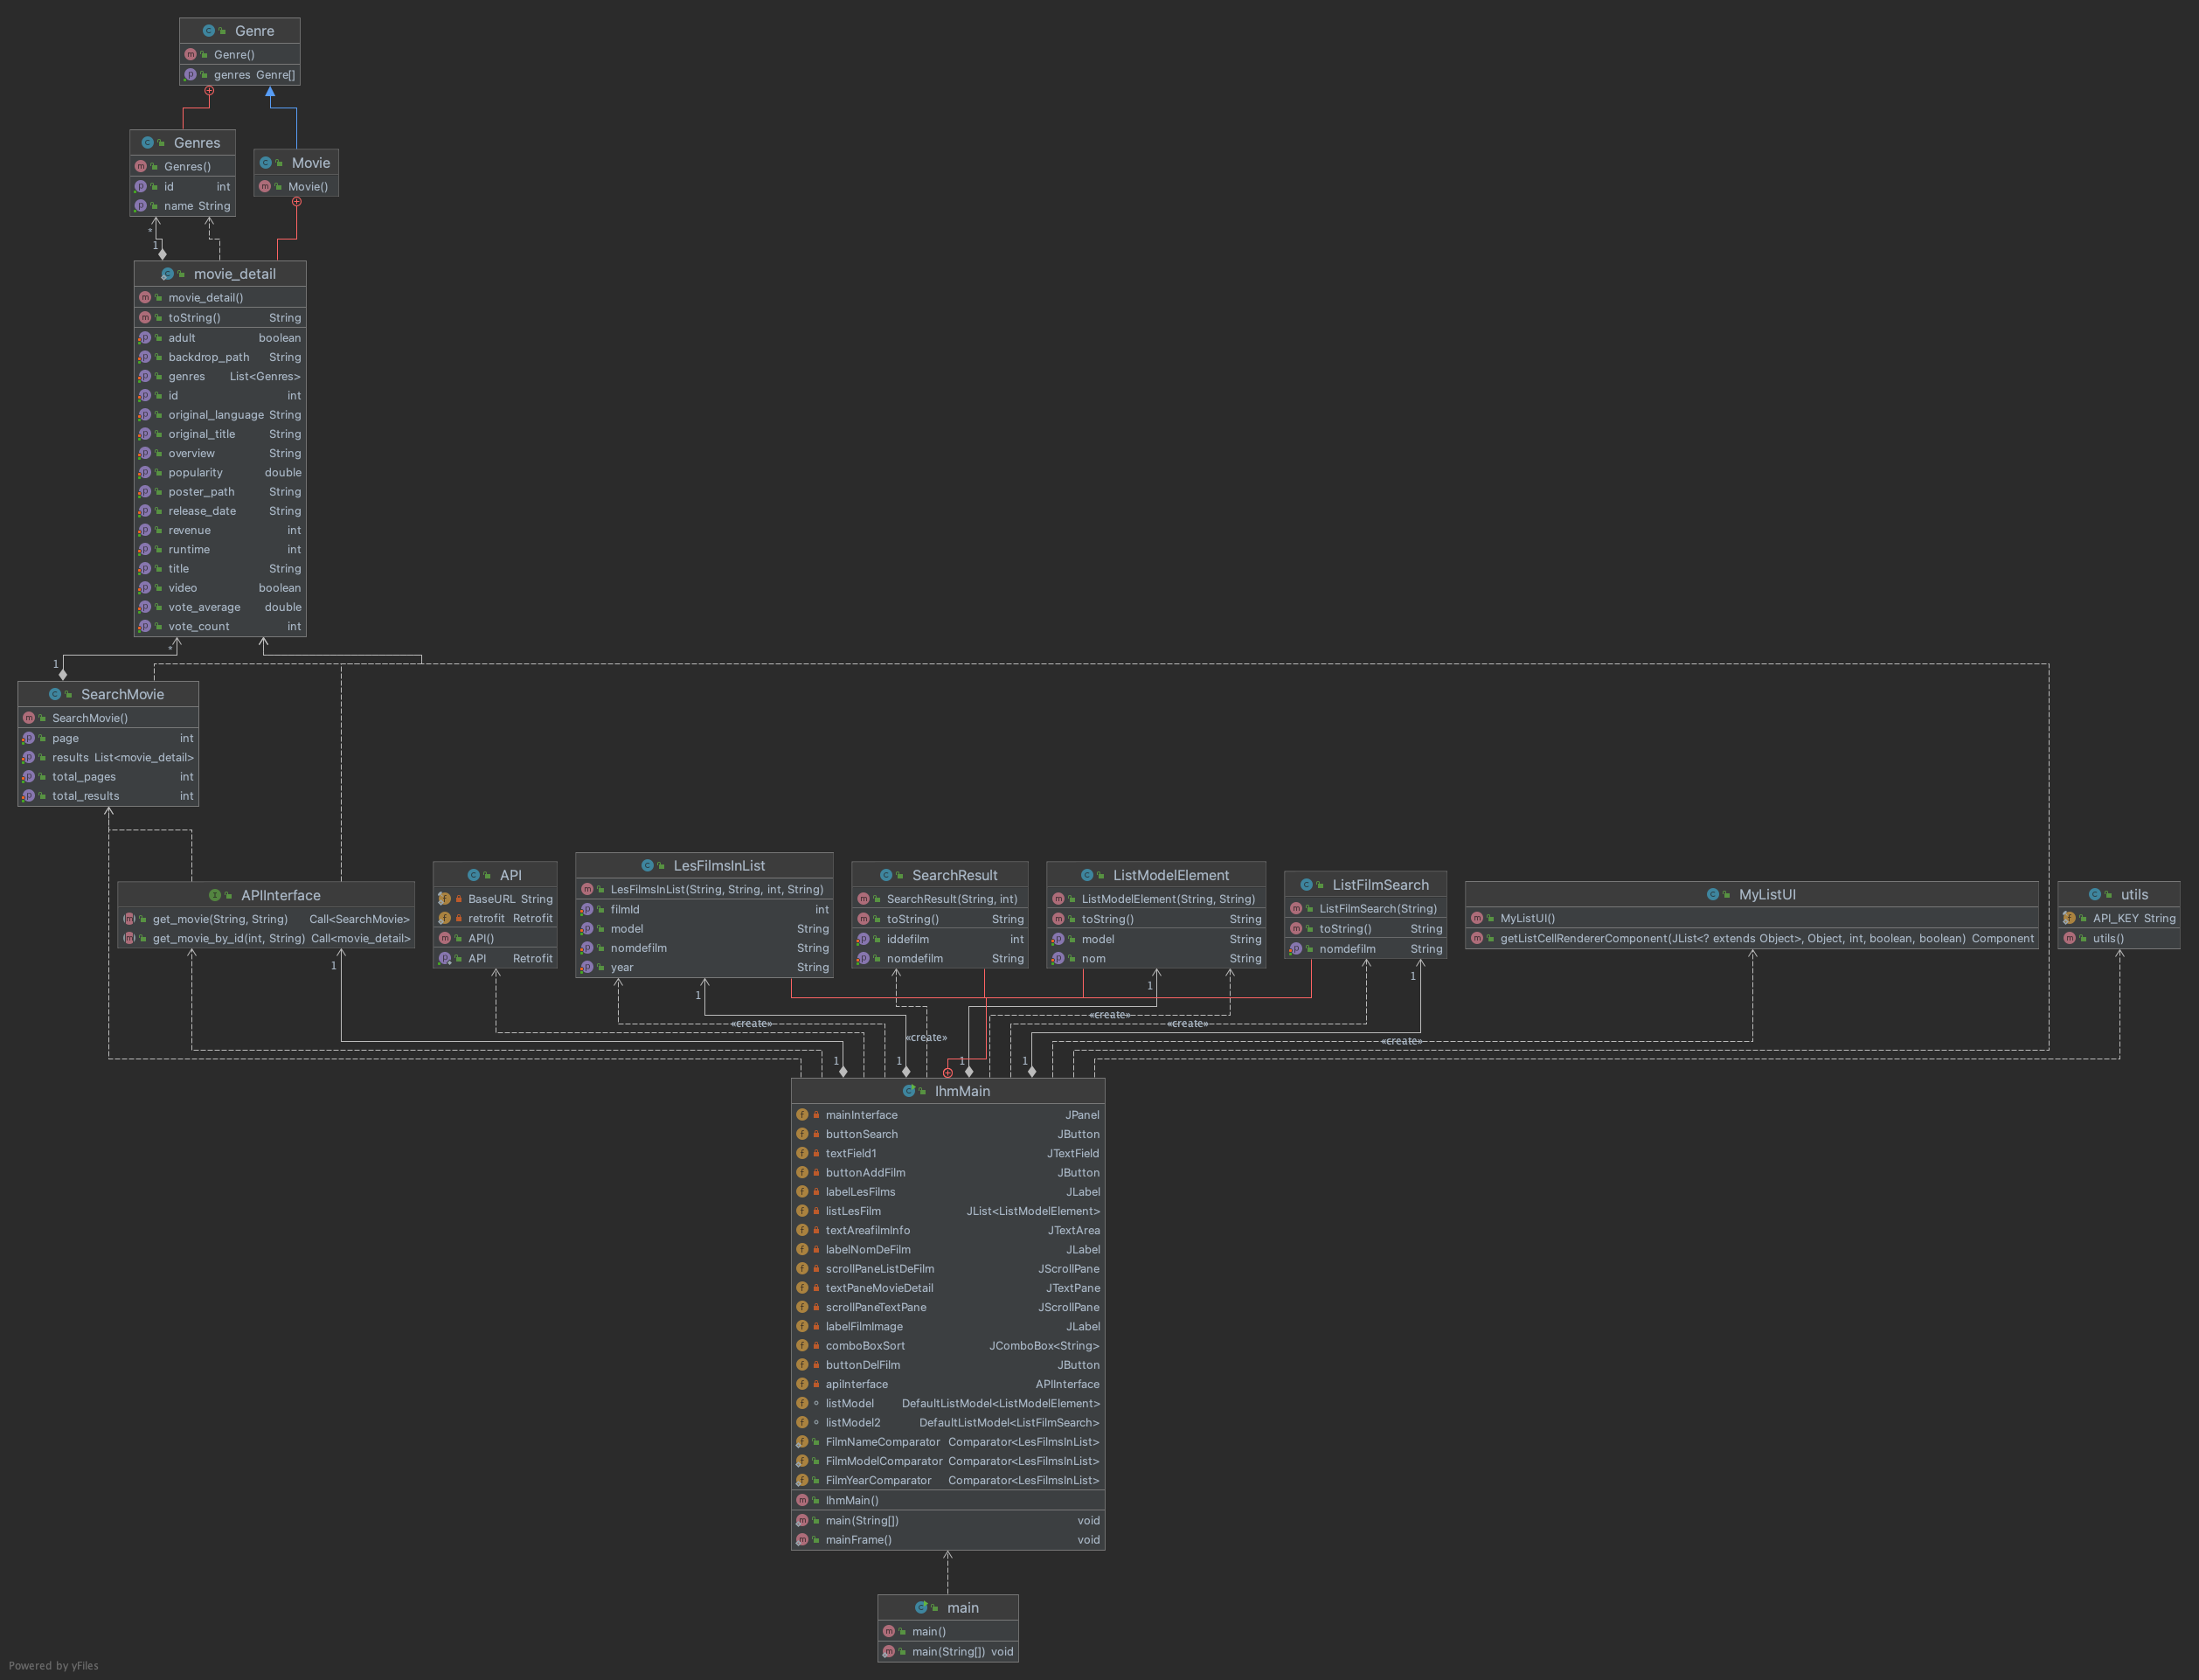 Genre
Genre()
genres Genre[]
Genres
Genres()
id int
name String
Movie
Movie()
*
1
movie_detail
movie_detail()
toString() String
adult boolean
backdrop_path String
genres List<Genres>
id int
original_language String
original_title String
overview String
popularity double
poster_path String
release_date String
revenue int
runtime int
title String
video boolean
vote_average double
vote_count int
*
1
SearchMovie
SearchMovie()
page int
results List<movie_detail>
total_pages int
total_results int
APIInterface
get_movie(String, String) Call<SearchMovie>
get_movie_by_id(int, String) Call<movie_detail>
API
BaseURL String
retrofit Retrofit
API()
API Retrofit
LesFilmsInList
LesFilmsInList(String, String, int, String)
filmId int
model String
nomdefilm String
year String
SearchResult
SearchResult(String, int)
toString() String
iddefilm int
nomdefilm String
ListModelElement
ListModelElement(String, String)
toString() String
model String
nom String
ListFilmSearch
ListFilmSearch(String)
toString() String
nomdefilm String
MyListUI
MyListUI()
getListCellRendererComponent(JList<? extends Object>, Object, int, boolean, boolean) Component
utils
API_KEY String
utils()
1
1
1
1
«create»
«create»
«create»
«create»
«create»
1
1
1
1
IhmMain
mainInterface JPanel
buttonSearch JButton
textField1 JTextField
buttonAddFilm JButton
labelLesFilms JLabel
listLesFilm JList<ListModelElement>
textAreafilmInfo JTextArea
labelNomDeFilm JLabel
scrollPaneListDeFilm JScrollPane
textPaneMovieDetail JTextPane
scrollPaneTextPane JScrollPane
labelFilmImage JLabel
comboBoxSort JComboBox<String>
buttonDelFilm JButton
apiInterface APIInterface
listModel DefaultListModel<ListModelElement>
listModel2 DefaultListModel<ListFilmSearch>
FilmNameComparator Comparator<LesFilmsInList>
FilmModelComparator Comparator<LesFilmsInList>
FilmYearComparator Comparator<LesFilmsInList>
IhmMain()
main(String[]) void
mainFrame() void
main
main()
main(String[]) void
Powered by yFiles